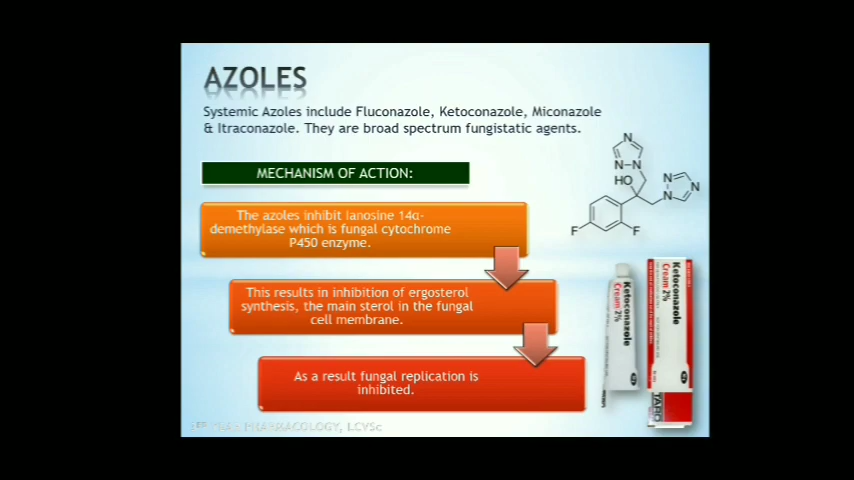 AZOLES
Systemic Azoles include Fluconazole, Ketoconazole, Miconazole
& Itraconazole. They are broad spectrum fungistatic agents.
MECHANISM OF ACTION:
The azoles inhibit lanosine 14α-
demethylase which is fungal cytochrome
P450 enzyme.
This results in inhibition of ergosterol
synthesis, the main sterol in the fungal
cell membrane.
As a result fungal replication is
inhibited.
N
N
N
HO
N
N
N
F
F
Ketoconazole
Cream 2%
Ketoconazole
Cream 2%
TARO
PHARMACOLOGY, LCVSc